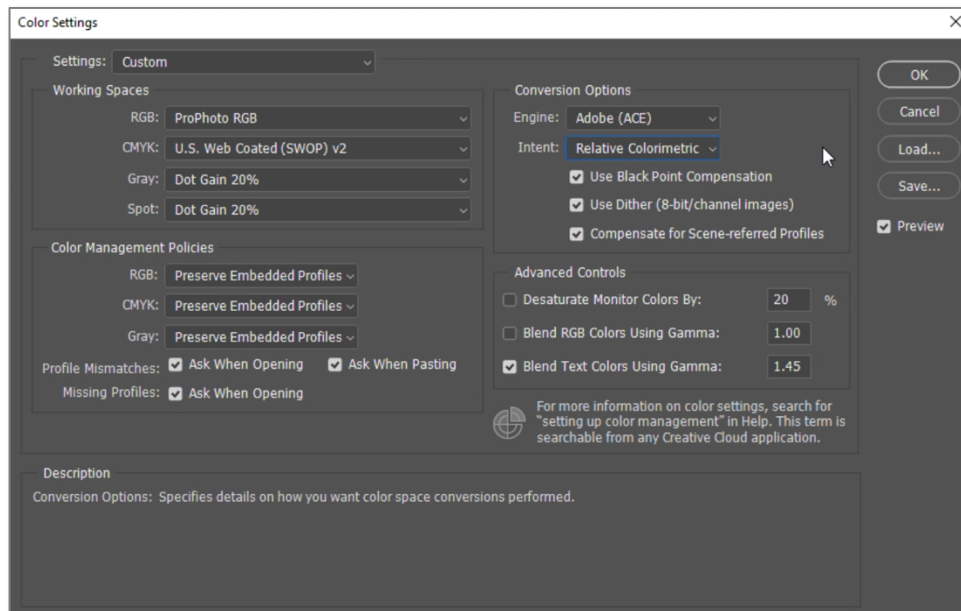 Color Settings
Settings: Custom
Working Spaces
RGB: ProPhoto RGB
CMYK: U.S. Web Coated (SWOP) v2
Gray: Dot Gain 20%
Spot: Dot Gain 20%
Color Management Policies
RGB: Preserve Embedded Profiles
CMYK: Preserve Embedded Profiles
Gray: Preserve Embedded Profiles
Profile Mismatches: Ask When Opening Ask When Pasting
Missing Profiles: Ask When Opening
Conversion Options
Engine: Adobe (ACE)
Intent: Relative Colorimetric
Use Black Point Compensation
Use Dither (8-bit/channel images)
Compensate for Scene-referred Profiles
Advanced Controls
Desaturate Monitor Colors By: 20 %
Blend RGB Colors Using Gamma: 1.00
Blend Text Colors Using Gamma: 1.45
For more information on color settings, search for
“setting up color management” in Help. This term is
searchable from any Creative Cloud application.
OK
Cancel
Load...
Save...
Preview
Description
Conversion Options: Specifies details on how you want color space conversions performed.